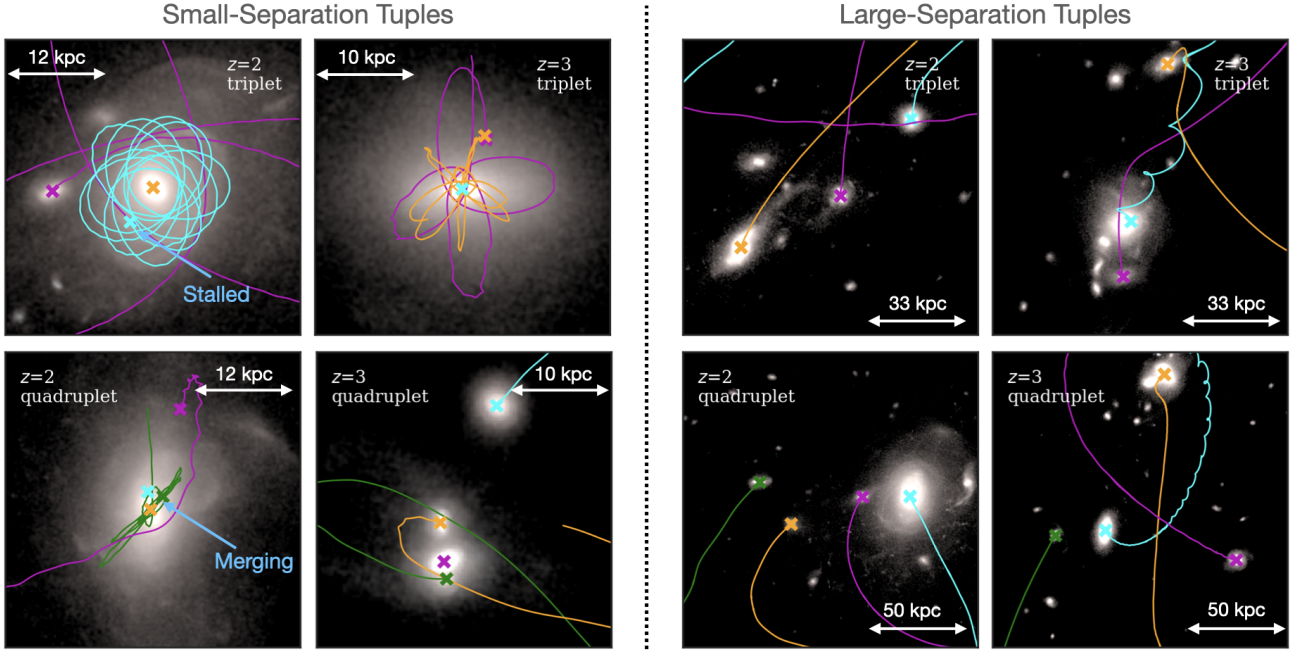 Small-Separation Tuples
Large-Separation Tuples
12 kpc
z=2
triplet
Stalled
10 kpc
z=3
triplet
z=2
triplet
33 kpc
z=3
triplet
33 kpc
z=2
quadruplet
12 kpc
Merging
z=3
quadruplet
10 kpc
z=2
quadruplet
50 kpc
z=3
quadruplet
50 kpc